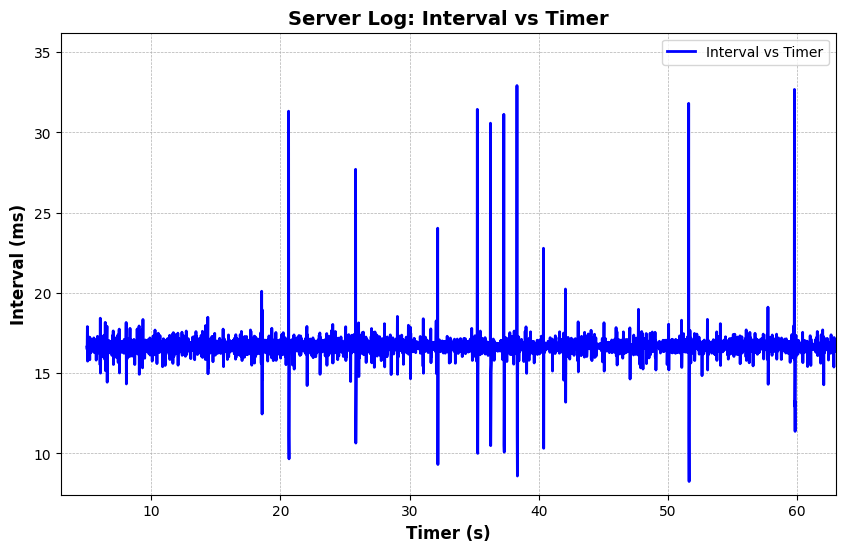 Server Log: Interval vs Timer
Interval vs Timer
35
30
25
20
15
10
Interval (ms)
10 20 30 40 50 60
Timer (s)